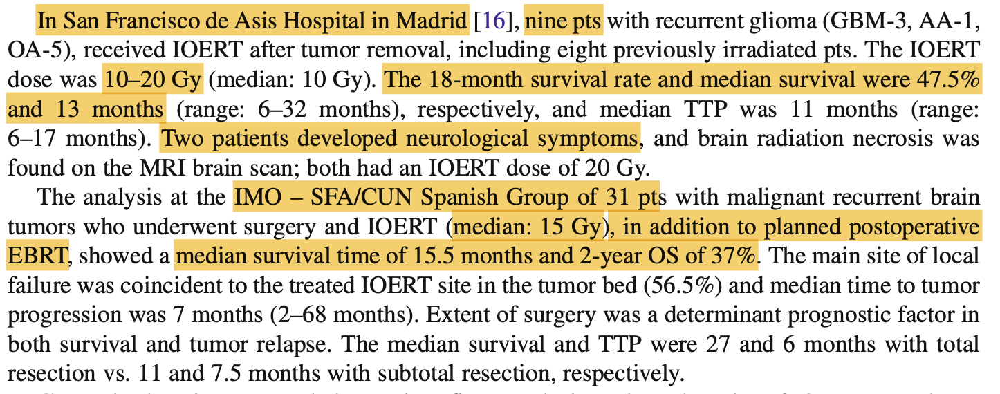 In San Francisco de Asis Hospital in Madrid [16], nine pts with recurrent glioma (GBM-3, AA-1,
OA-5), received IOERT after tumor removal, including eight previously irradiated pts. The IOERT
dose was 10–20 Gy (median: 10 Gy). The 18-month survival rate and median survival were 47.5%
and 13 months (range: 6–32 months), respectively, and median TTP was 11 months (range:
6–17 months). Two patients developed neurological symptoms, and brain radiation necrosis was
found on the MRI brain scan; both had an IOERT dose of 20 Gy.
The analysis at the IMO – SFA/CUN Spanish Group of 31 pts with malignant recurrent brain
tumors who underwent surgery and IOERT (median: 15 Gy), in addition to planned postoperative
EBRT, showed a median survival time of 15.5 months and 2-year OS of 37%. The main site of local
failure was coincident to the treated IOERT site in the tumor bed (56.5%) and median time to tumor
progression was 7 months (2–68 months). Extent of surgery was a determinant prognostic factor in
both survival and tumor relapse. The median survival and TTP were 27 and 6 months with total
resection vs. 11 and 7.5 months with subtotal resection, respectively.